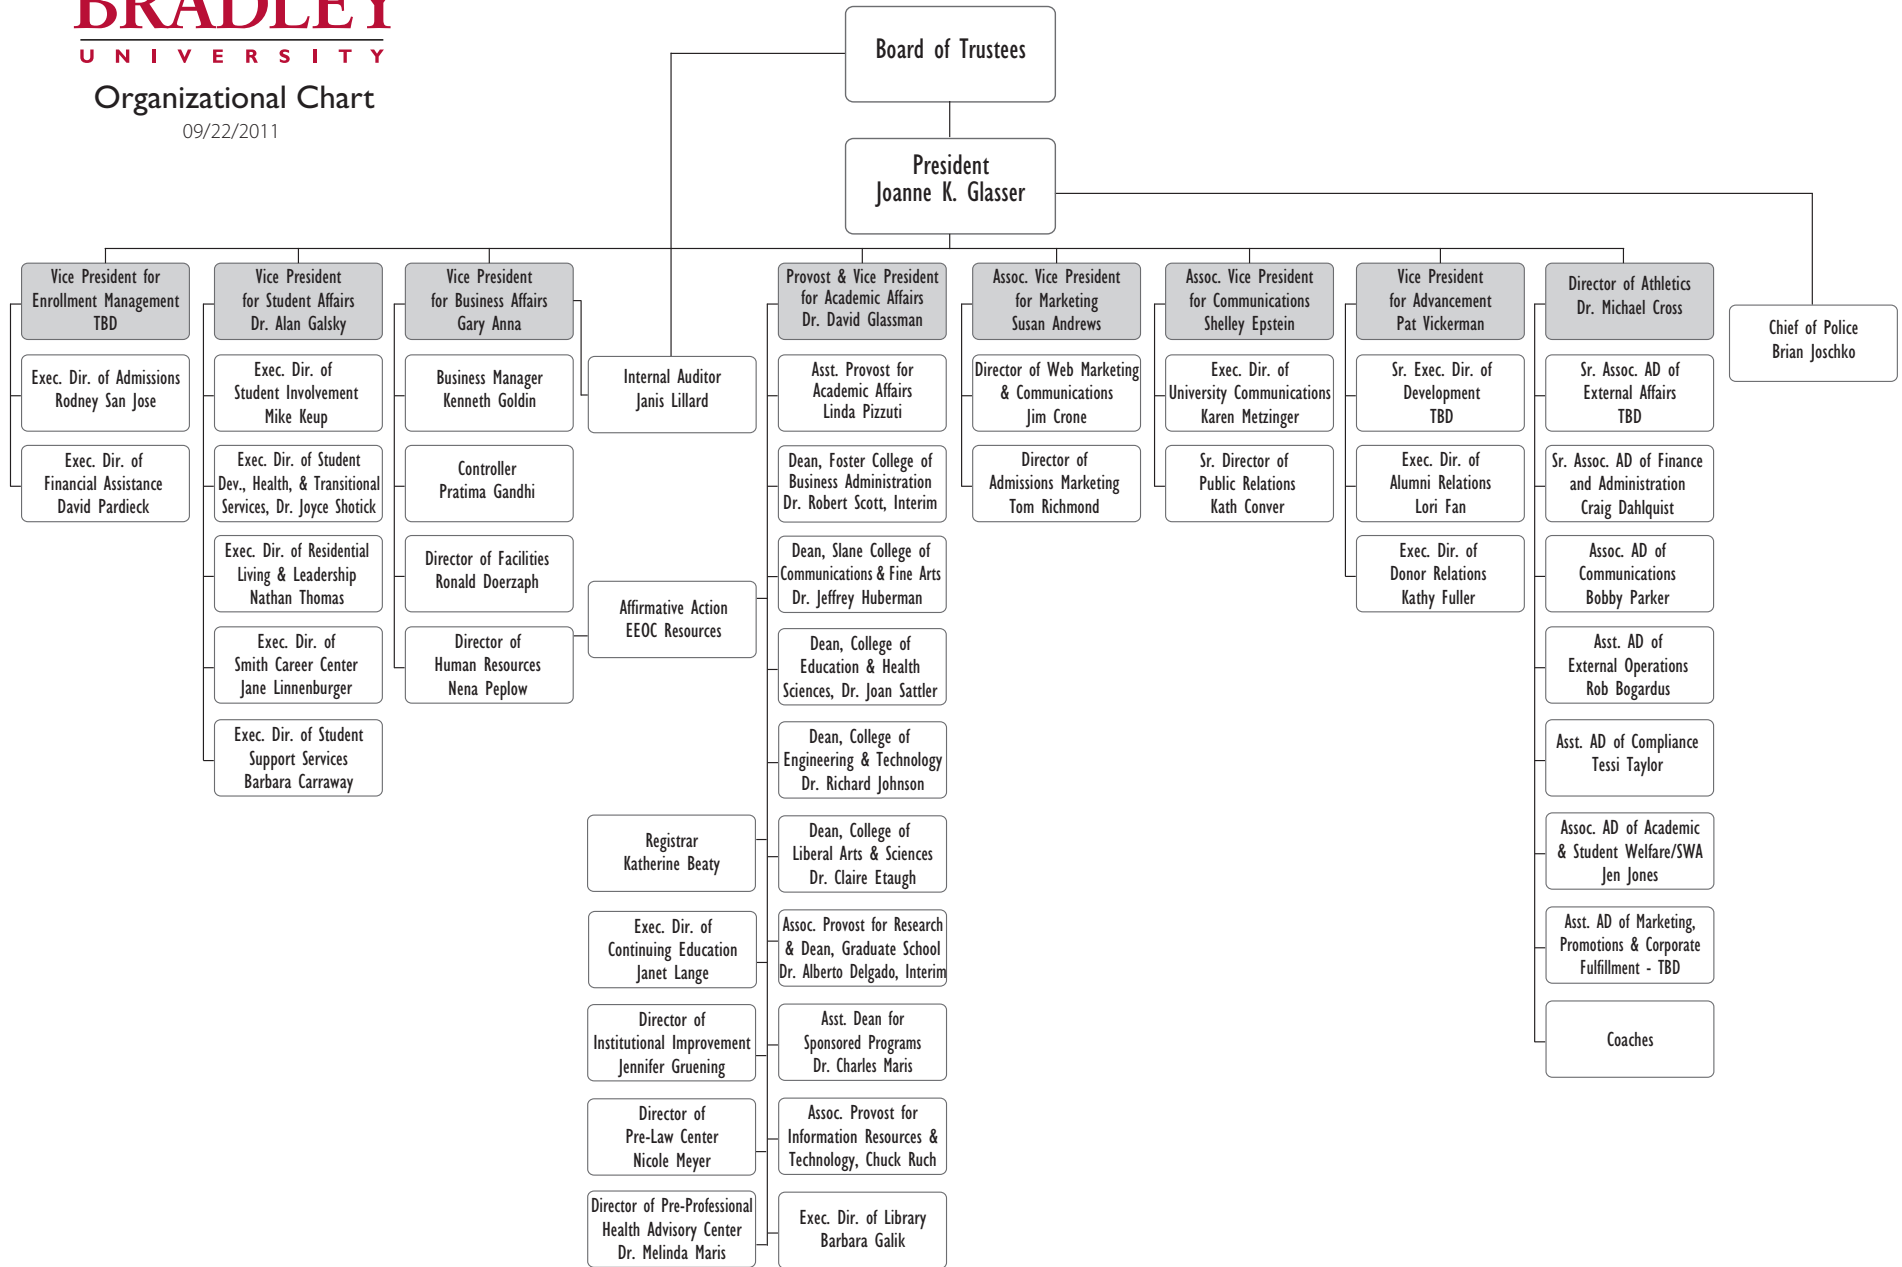 BRADLEY
UNIVERSITY
Organizational Chart
09/22/2011
Board of Trustees
President
Joanne K. Glasser
Vice President for
Enrollment Management
TBD
Exec. Dir. of Admissions
Rodney San Jose
Exec. Dir. of
Financial Assistance
David Pardieck
Vice President
for Student Affairs
Dr. Alan Galsky
Exec. Dir. of
Student Involvement
Mike Keup
Exec. Dir. of Student
Dev., Health, & Transitional
Services, Dr. Joyce Shotick
Exec. Dir. of Residential
Living & Leadership
Nathan Thomas
Exec. Dir. of
Smith Career Center
Jane Linnenburger
Exec. Dir. of Student
Support Services
Barbara Carraway
Vice President
for Business Affairs
Gary Anna
Business Manager
Kenneth Goldin
Controller
Pratima Gandhi
Director of Facilities
Ronald Doerzaph
Director of
Human Resources
Nena Peplow
Internal Auditor
Janis Lillard
Affirmative Action
EEOC Resources
Registrar
Katherine Beaty
Exec. Dir. of
Continuing Education
Janet Lange
Director of
Institutional Improvement
Jennifer Gruening
Director of
Pre-Law Center
Nicole Meyer
Director of Pre-Professional
Health Advisory Center
Dr. Melinda Maris
Provost & Vice President
for Academic Affairs
Dr. David Glassman
Asst. Provost for
Academic Affairs
Linda Pizzuti
Dean, Foster College of
Business Administration
Dr. Robert Scott, Interim
Dean, Slane College of
Communications & Fine Arts
Dr. Jeffrey Huberman
Dean, College of
Education & Health
Sciences, Dr. Joan Sattler
Dean, College of
Engineering & Technology
Dr. Richard Johnson
Dean, College of
Liberal Arts & Sciences
Dr. Claire Etaugh
Assoc. Provost for Research
& Dean, Graduate School
Dr. Alberto Delgado, Interim
Asst. Dean for
Sponsored Programs
Dr. Charles Maris
Assoc. Provost for
Information Resources &
Technology, Chuck Ruch
Exec. Dir. of Library
Barbara Galik
Assoc. Vice President
for Marketing
Susan Andrews
Director of Web Marketing
& Communications
Jim Crone
Director of
Admissions Marketing
Tom Richmond
Assoc. Vice President
for Communications
Shelley Epstein
Exec. Dir. of
University Communications
Karen Metzinger
Sr. Director of
Public Relations
Kath Conver
Vice President
for Advancement
Pat Vickerman
Sr. Exec. Dir. of
Development
TBD
Exec. Dir. of
Alumni Relations
Lori Fan
Exec. Dir. of
Donor Relations
Kathy Fuller
Director of Athletics
Dr. Michael Cross
Sr. Assoc. AD of
External Affairs
TBD
Sr. Assoc. AD of Finance
and Administration
Craig Dahlquist
Assoc. AD of
Communications
Bobby Parker
Asst. AD of
External Operations
Rob Bogardus
Asst. AD of Compliance
Tessi Taylor
Assoc. AD of Academic
& Student Welfare/SWA
Jen Jones
Asst. AD of Marketing,
Promotions & Corporate
Fulfillment - TBD
Coaches
Chief of Police
Brian Joschko